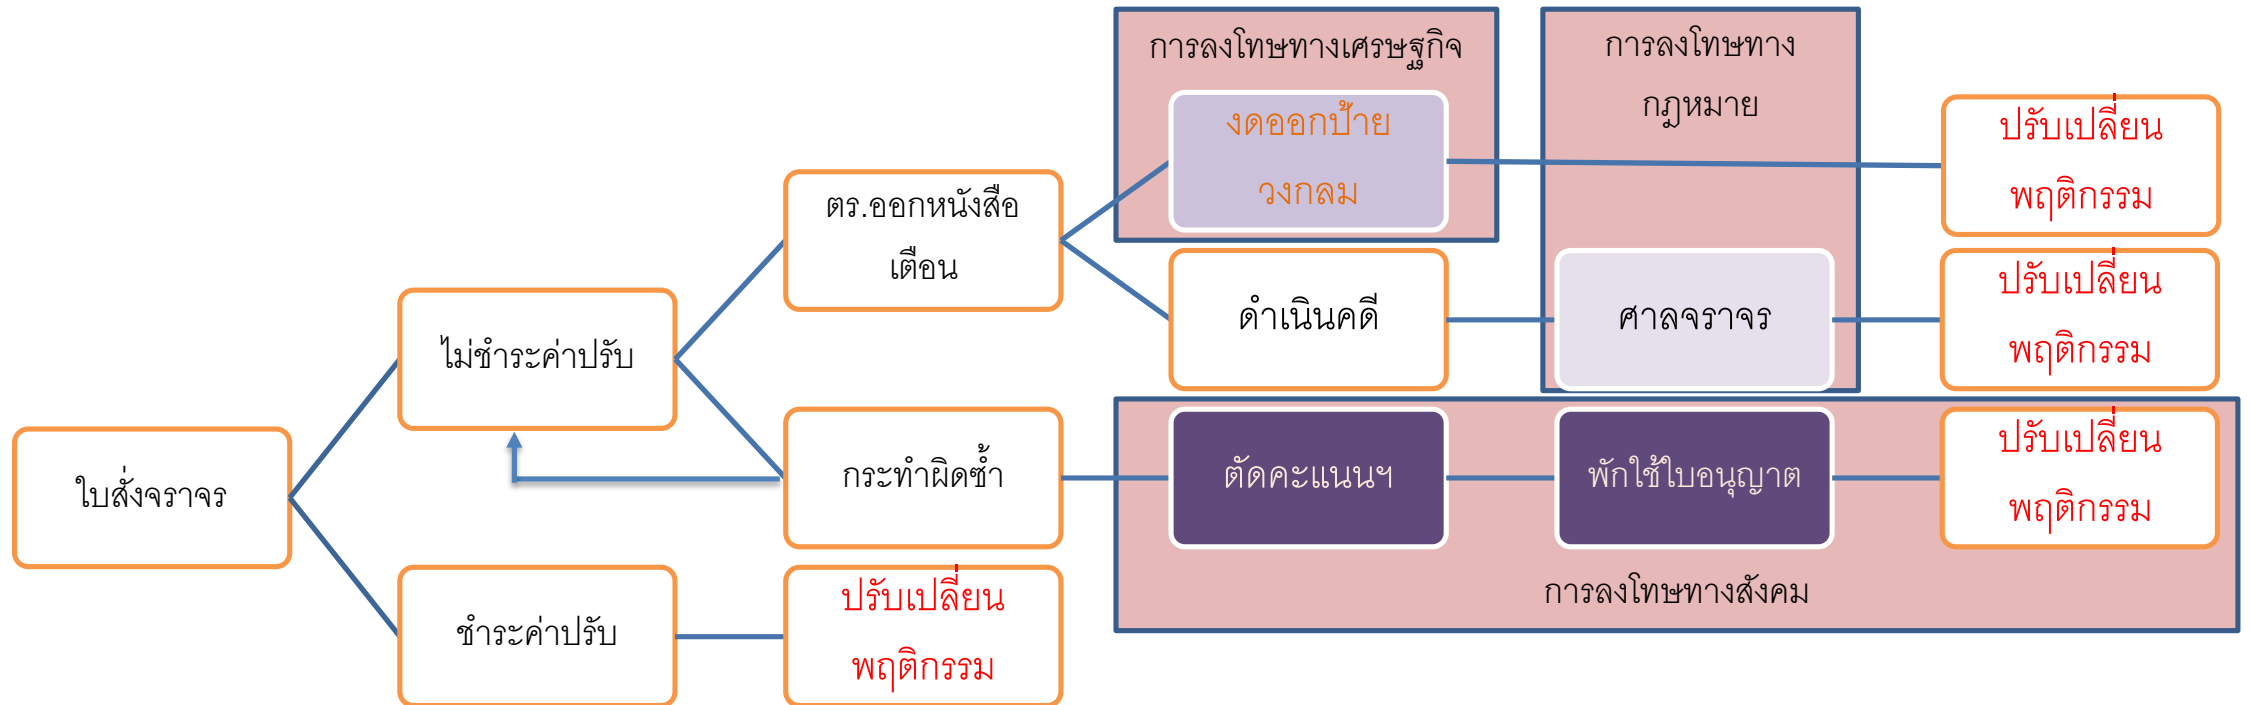 การลงโทษทางเศรษฐกิจ
การลงโทษทาง
กฎหมาย
งดออกป้าย
วงกลม
ปรับเปลี่ยน
พฤติกรรม
ตร.ออกหนังสือ
เตือน
ดำเนินคดี
ศาลจราจร
ปรับเปลี่ยน
พฤติกรรม
ไม่ชำระค่าปรับ
ใบสั่งจราจร
กระทำผิดซ้ำ
ตัดคะแนนฯ
พักใช้ใบอนุญาต
ปรับเปลี่ยน
พฤติกรรม
การลงโทษทางสังคม
ชำระค่าปรับ
ปรับเปลี่ยน
พฤติกรรม